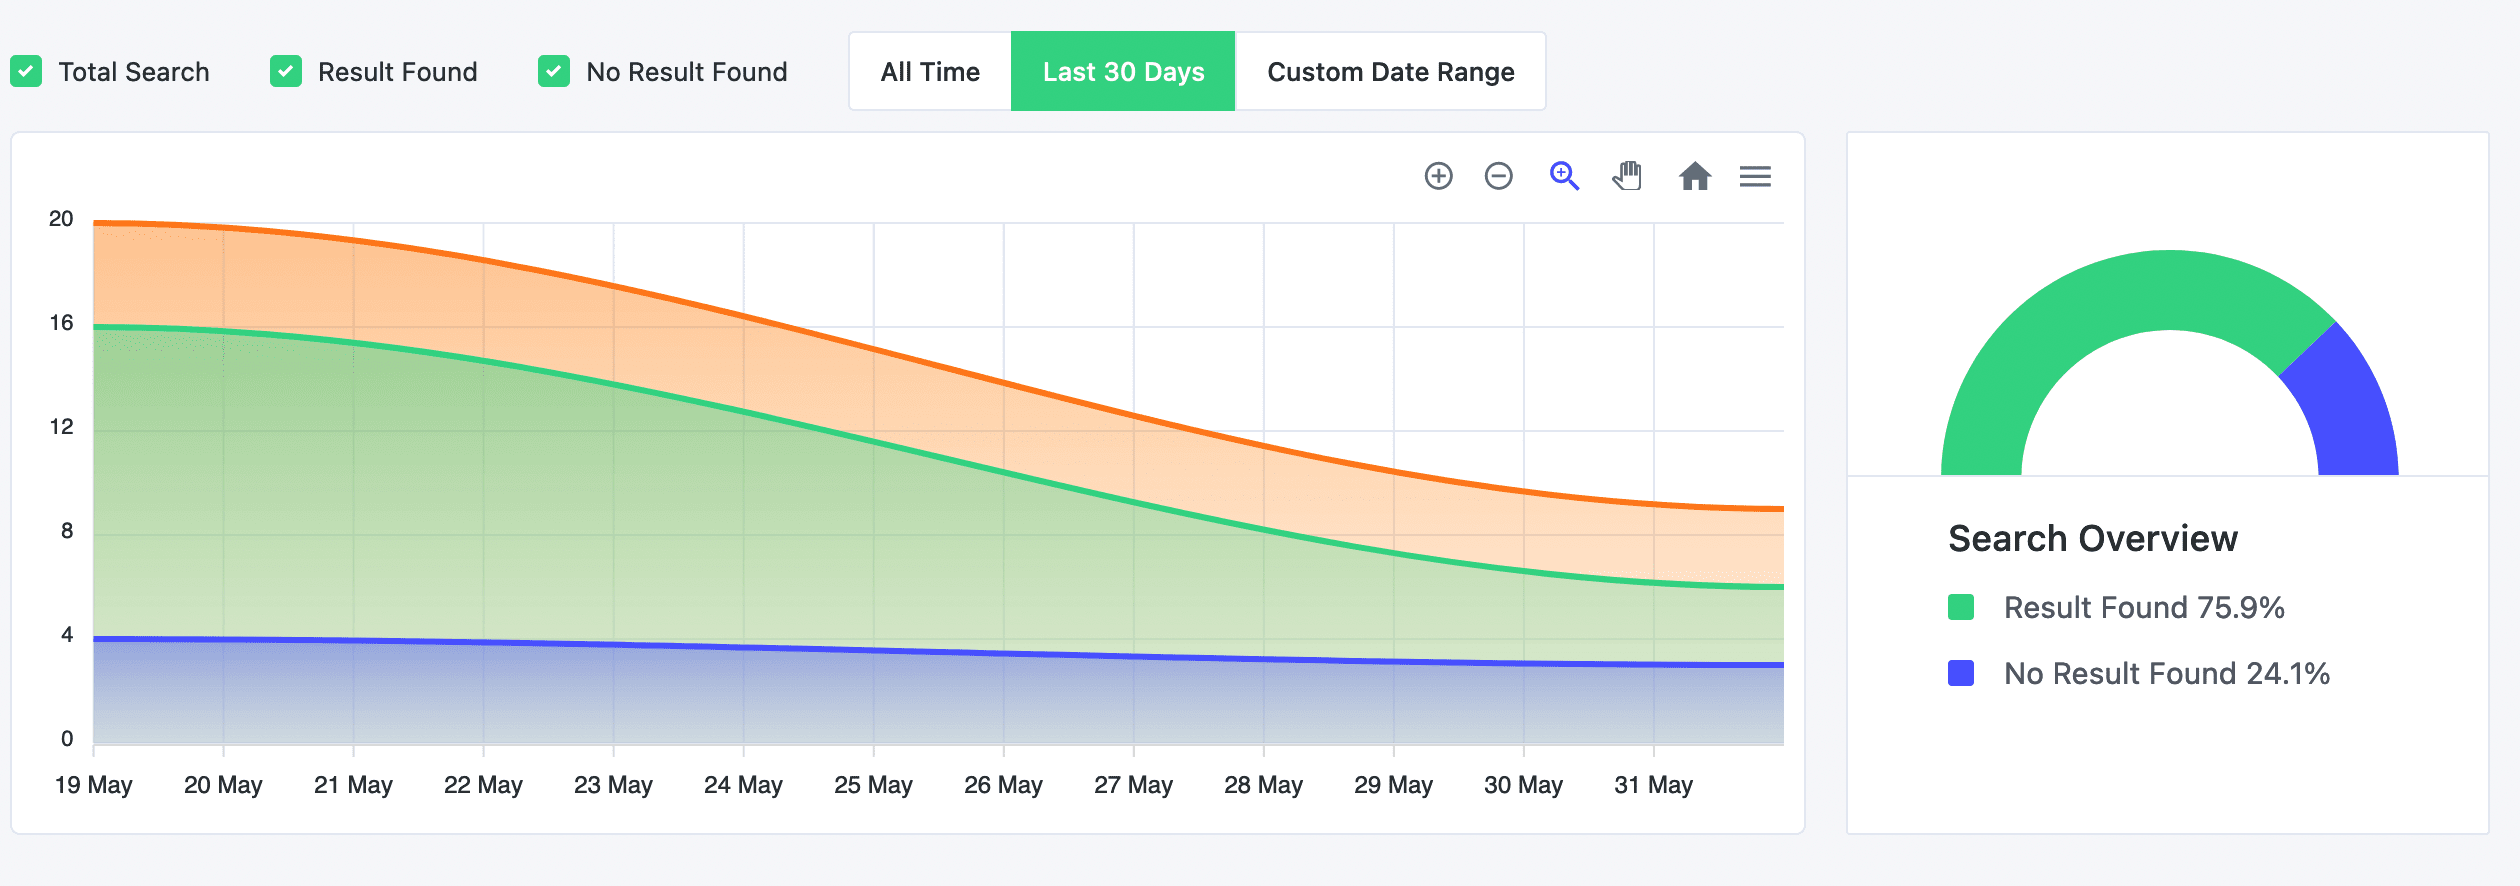 Total Search Result Found No Result Found All Time Last 30 Days Custom Date Range
20
16
12
8
4
0
19 May 20 May 21 May 22 May 23 May 24 May 25 May 26 May 27 May 28 May 29 May 30 May 31 May
Search Overview
Result Found 75.9%
No Result Found 24.1%